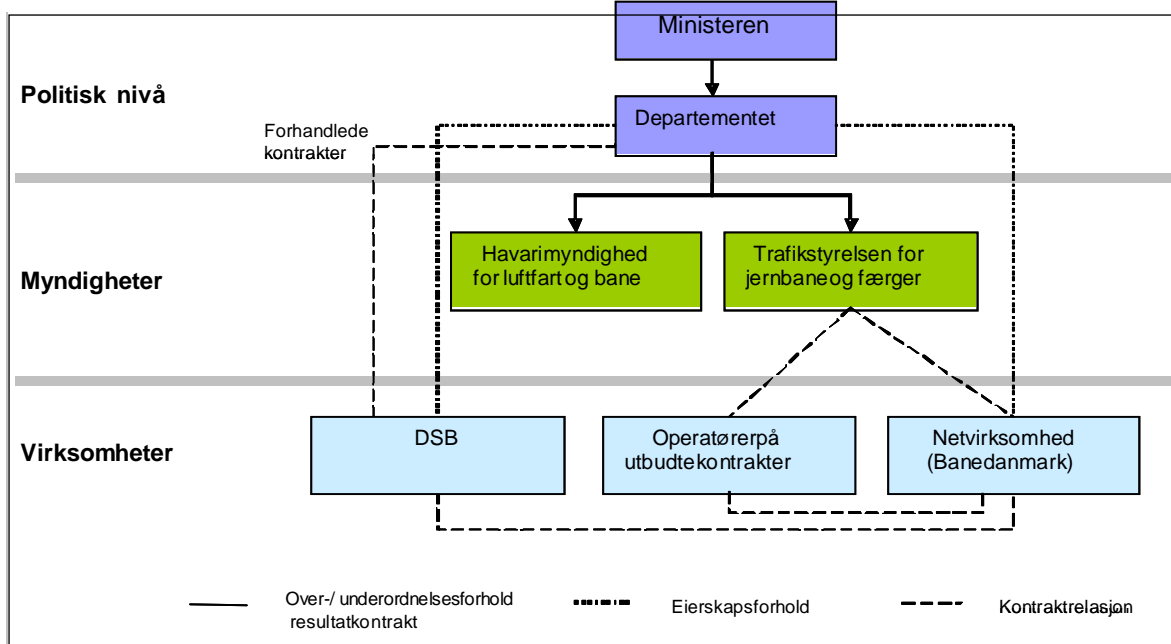 Ministeren
Politisk nivå
Departementet
Forhandlede
kontrakter
Havarimyndighed
for luftfart og bane
Trafikstyrelsen for
jernbane og færger
Myndigheter
DSB
Operatører på
utbudte kontrakter
Netvirksomhed
(Banedanmark)
Virksomheter
Over-/ underordnelsesforhold
resultatkontrakt
Eierskapsforhold
Kontraktrelasjon